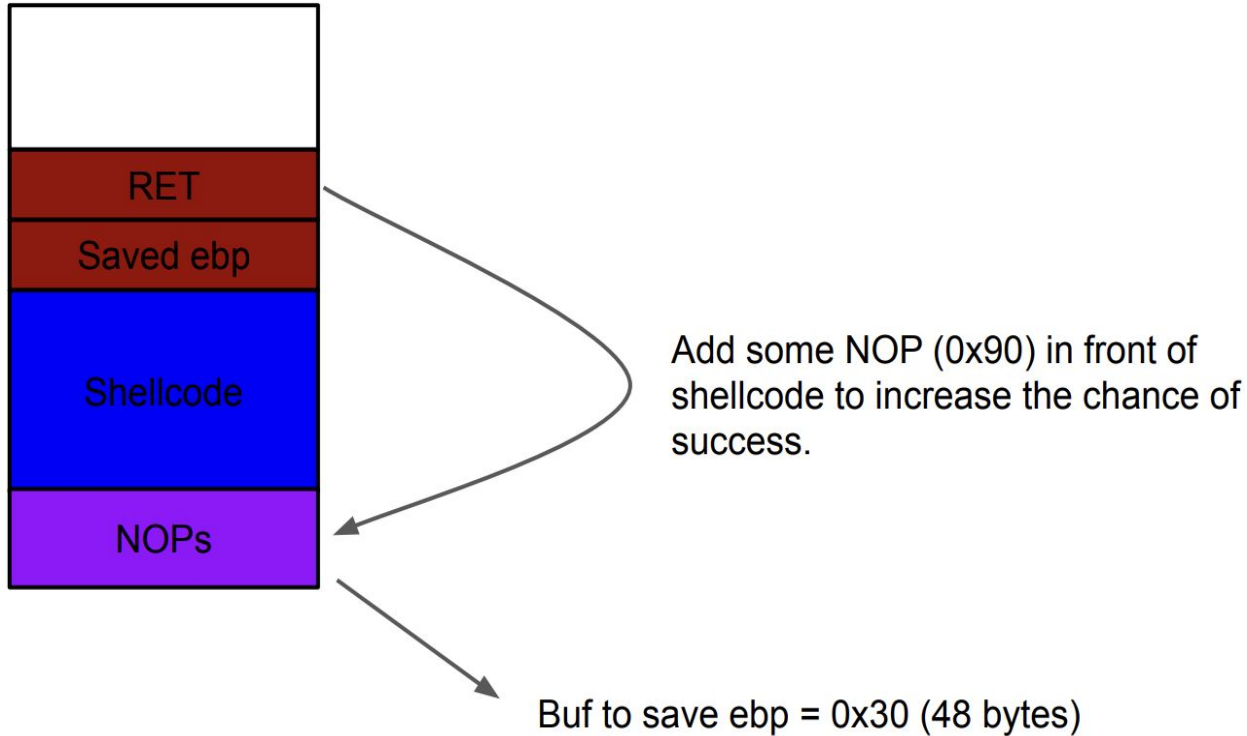 RET
Saved ebp
Shellcode
NOPs
Add some NOP (0x90) in front of
shellcode to increase the chance of
success.
Buf to save ebp = 0x30 (48 bytes)